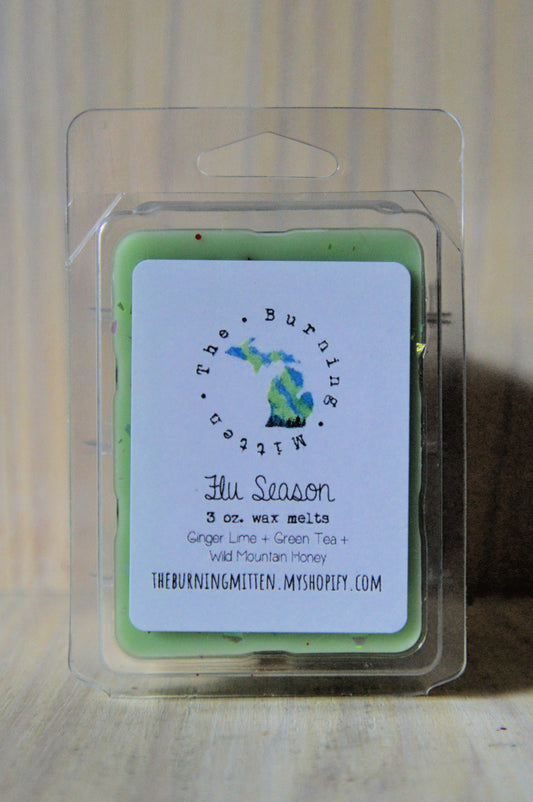 The • Burning • Mitten •
Flu Season
3 oz. wax melts
Ginger Lime + Green Tea +
Wild Mountain Honey
THEBURNINGMITTEN.MYSHOPIFY.COM